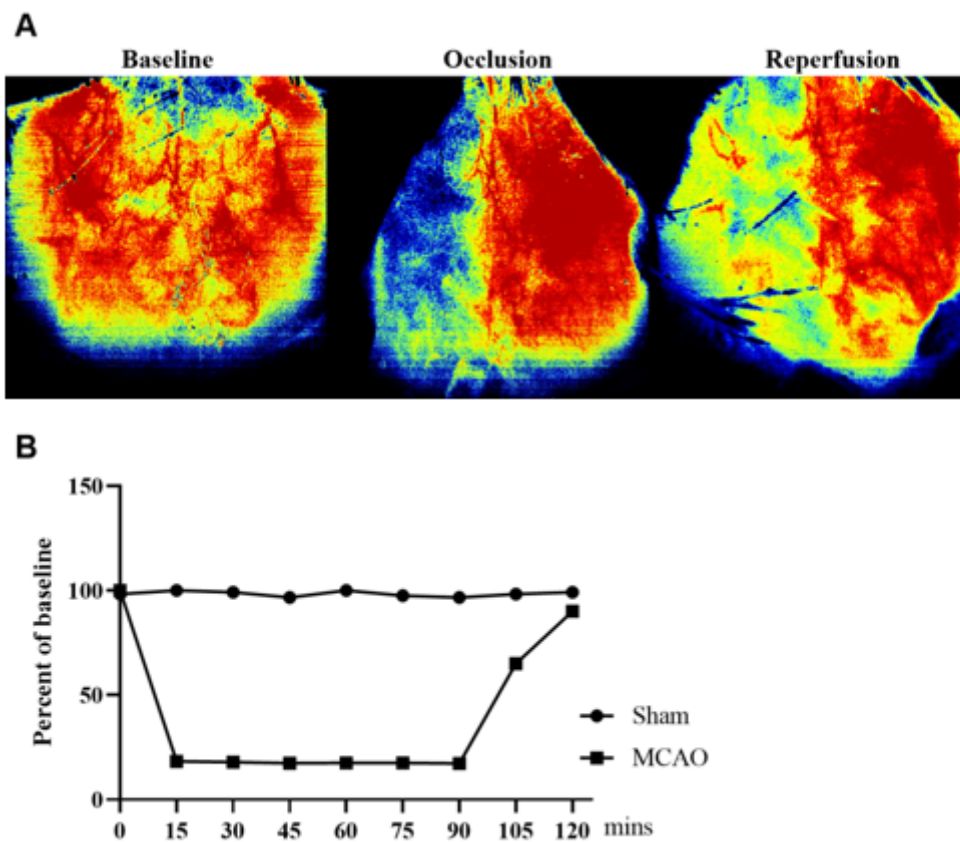 A
Baseline Occlusion Reperfusion
B
150
100
50
0
Percent of baseline
Sham
MCAO
0 15 30 45 60 75 90 105 120 mins